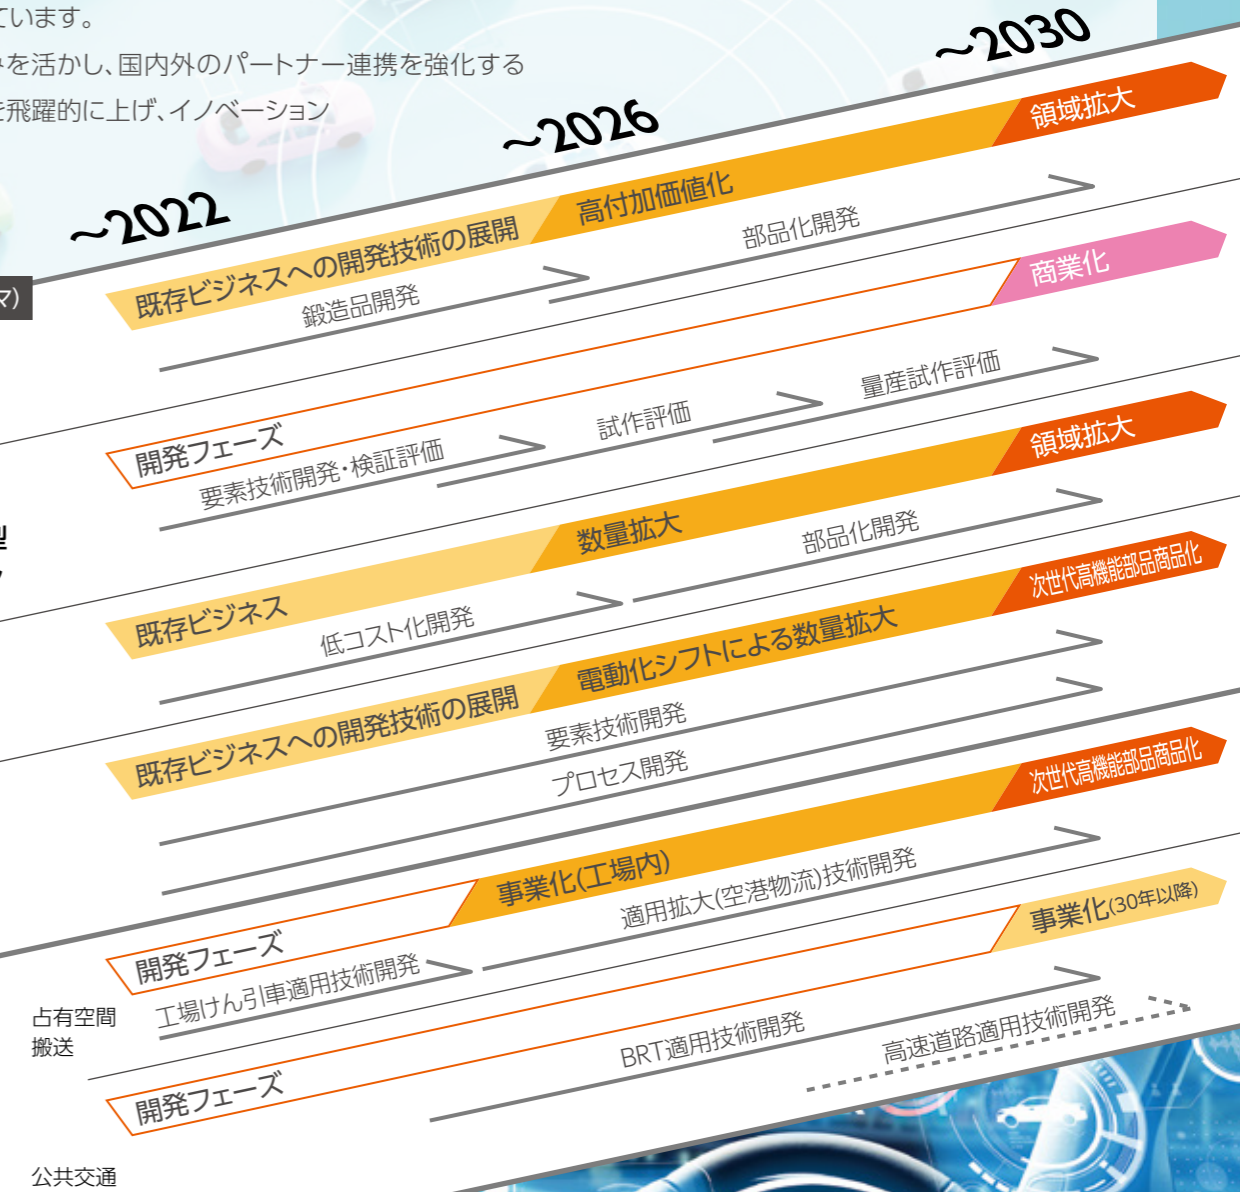 ています。
を活かし、国内外のパートナー連携を強化する
を飛躍的に上げ、イノベーション
～2022
～2026
～2030
マ)
既存ビジネスへの開発技術の展開
高付加価値化
領域拡大
鍛造品開発
部品化開発
開発フェーズ
商業化
要素技術開発・検証評価
試作評価
量産試作評価
型
既存ビジネス
数量拡大
領域拡大
低コスト化開発
部品化開発
既存ビジネスへの開発技術の展開
電動化シフトによる数量拡大
次世代高機能部品商品化
要素技術開発
プロセス開発
開発フェーズ
事業化(工場内)
次世代高機能部品商品化
工場けん引車適用技術開発
適用拡大(空港物流)技術開発
占有空間
搬送
開発フェーズ
事業化(30年以降)
BRT適用技術開発
高速道路適用技術開発
公共交通